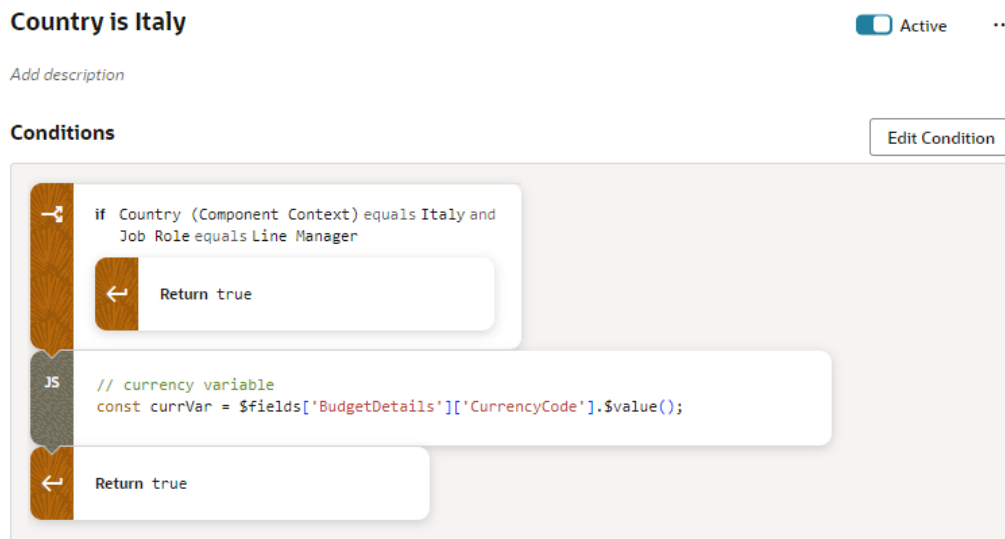 Country is Italy
Active
Add description
Conditions
Edit Condition
if Country (Component Context) equals Italy and
Job Role equals Line Manager
Return true
JS
// currency variable
const currVar = $fields['BudgetDetails']['CurrencyCode'].$value();
Return true